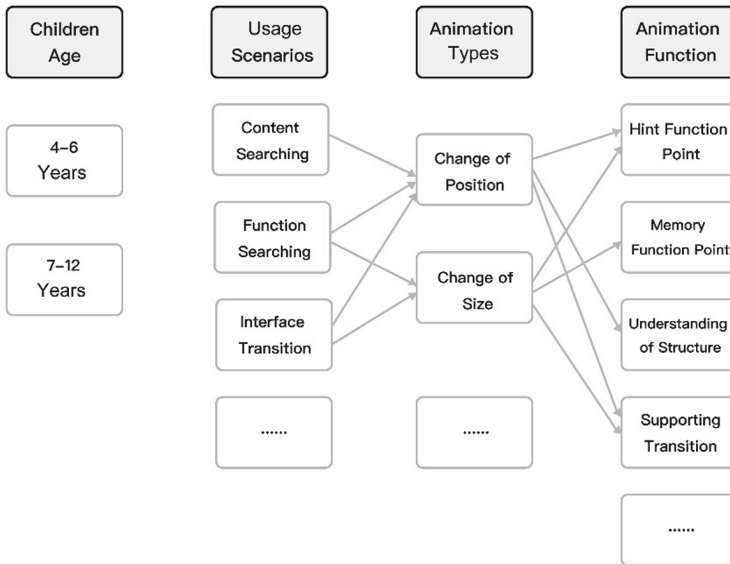 Children
Age
Usage
Scenarios
Animation
Types
Animation
Function
4–6
Years
7–12
Years
Content
Searching
Function
Searching
Interface
Transition
......
Change of
Position
Change of
Size
......
Hint Function
Point
Memory
Function Point
Understanding
of Structure
Supporting
Transition
......